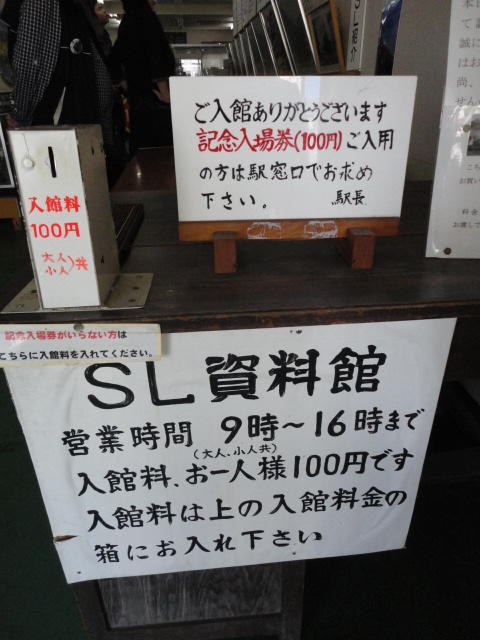 ご入館ありがとうございます
記念入場券(100円)ご入用
の方は駅窓口でお求め
下さい。 駅長
入館料
100円
大人
小人)共
記念入場券がいらない方は
こちらに入館料を入れてください。
SL資料館
営業時間 9時~16時まで
(大人、小人共)
入館料、お一人様100円です
入館料は上の入館料金の
箱にお入れ下さい